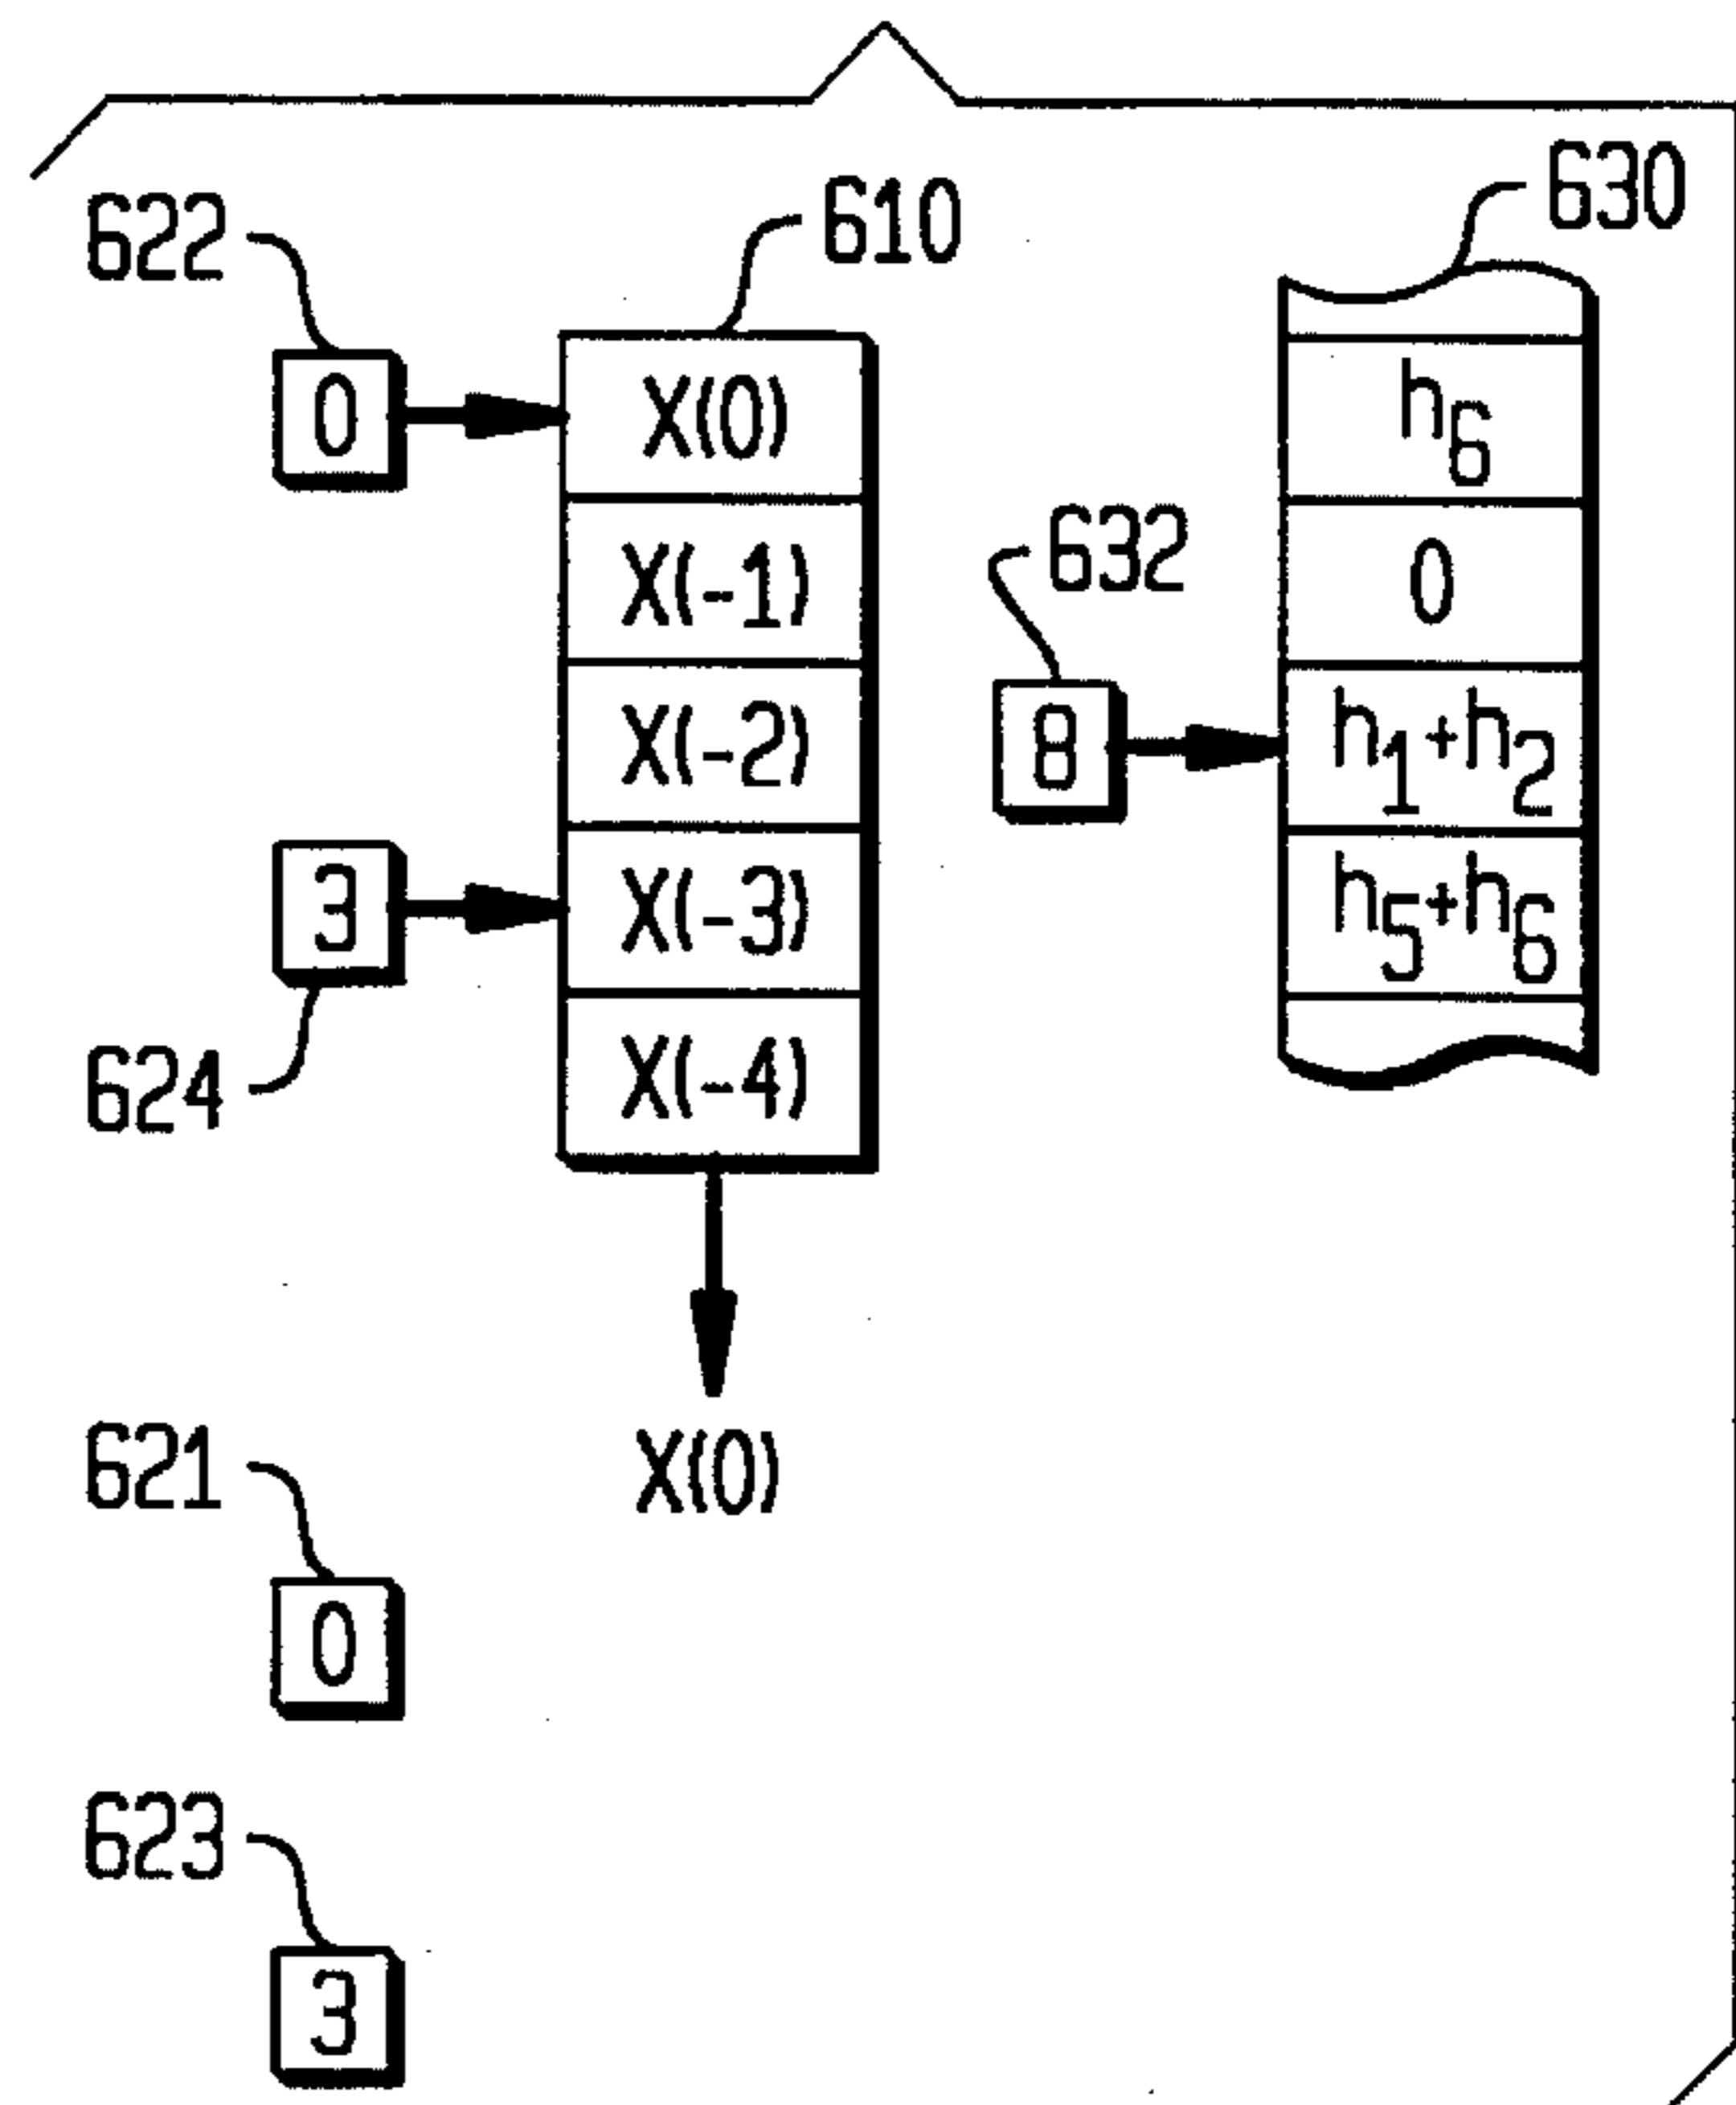 630
622
610
0
X(0)
h6
X(-1)
632
0
X(-2)
8
h1+h2
3
X(-3)
h5+h6
X(-4)
624
X(0)
621
0
623
3